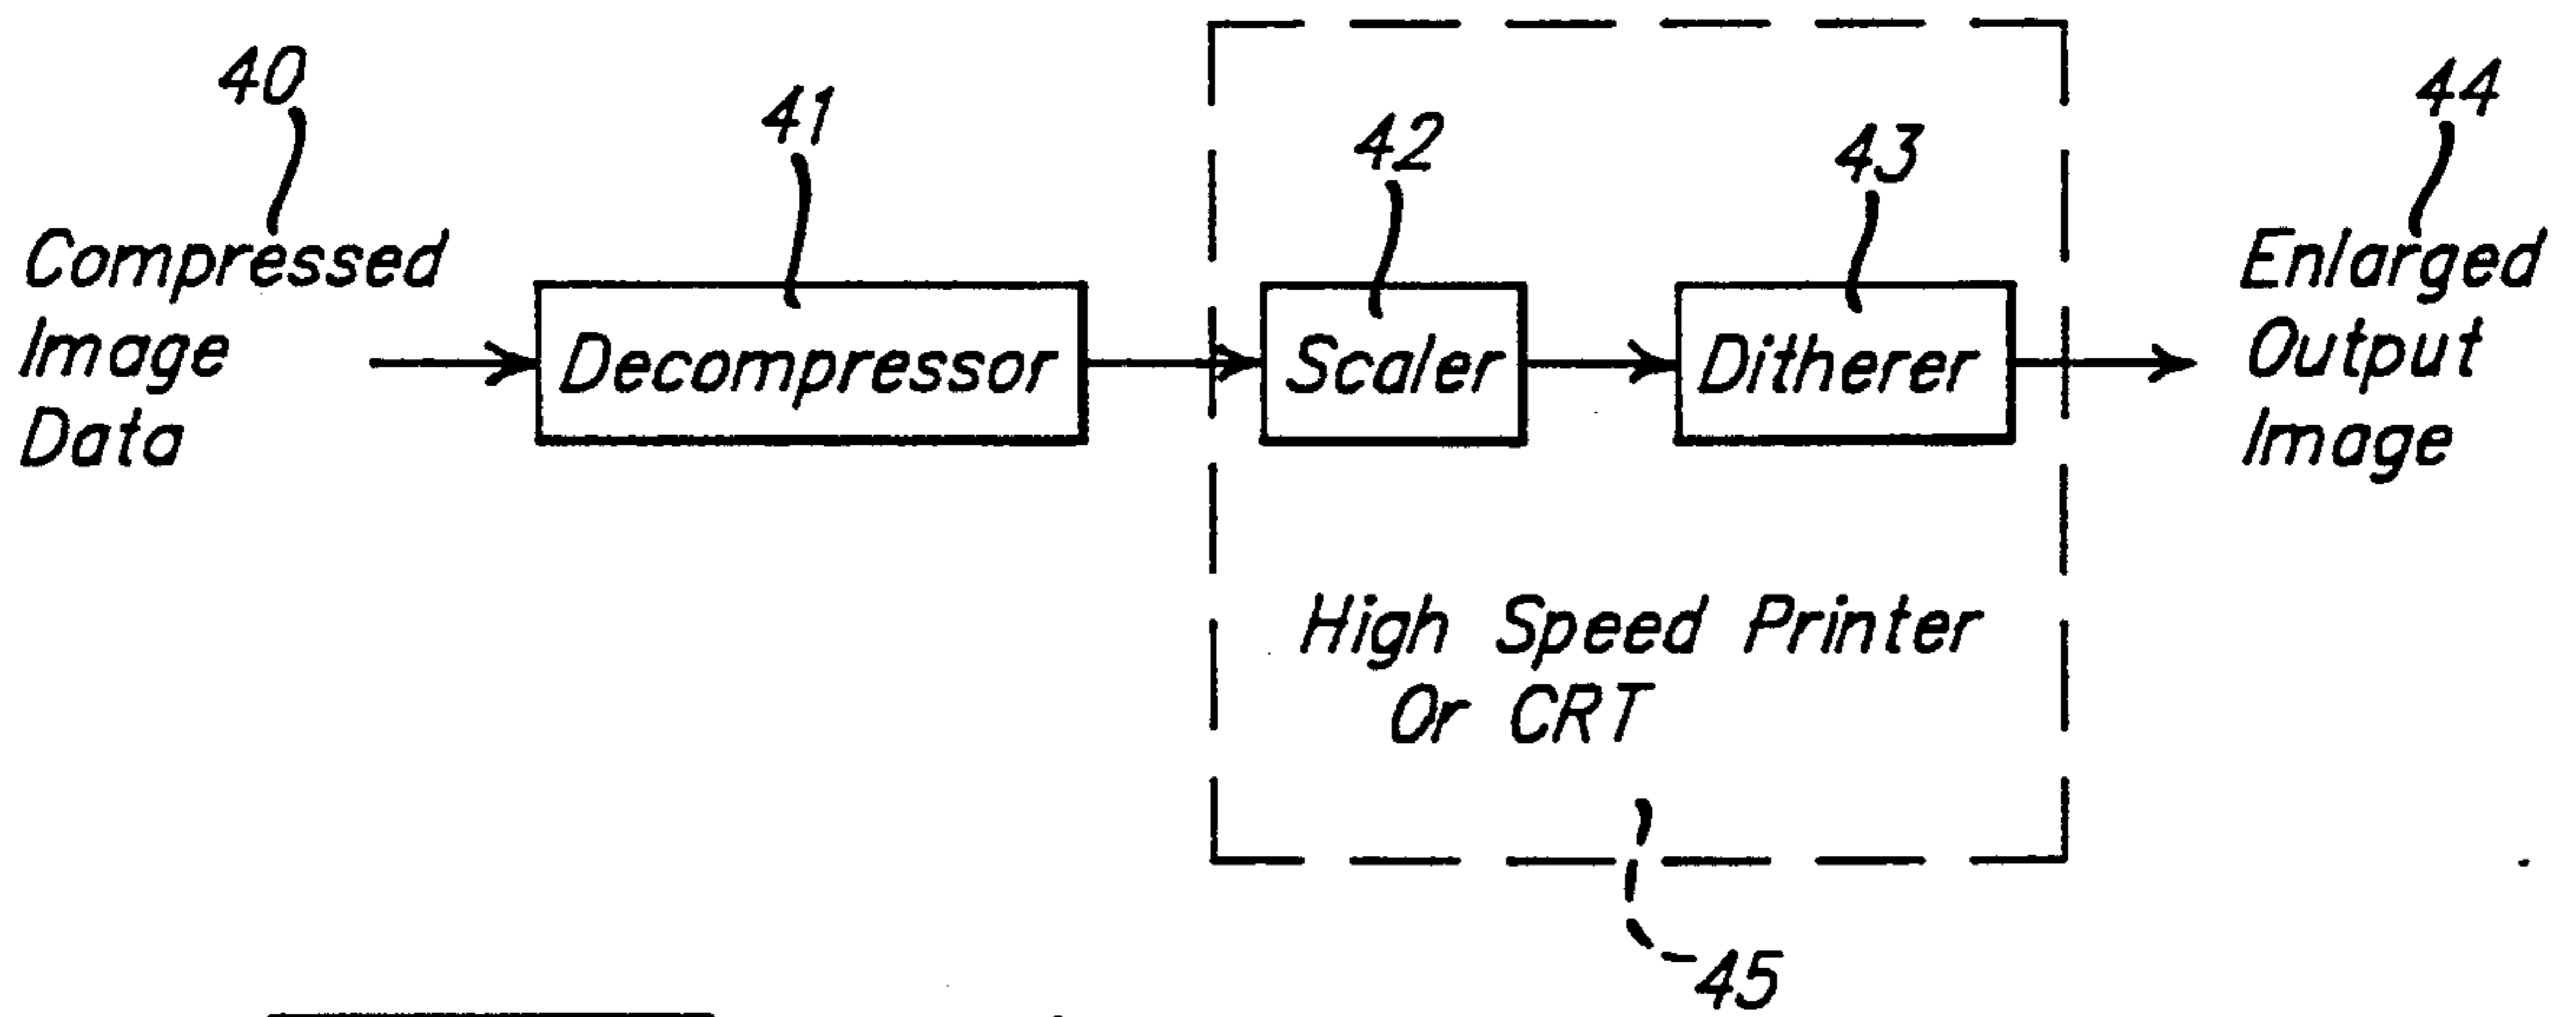 40
41
42
43
44
Compressed
Image
Data
Decompressor
Scaler
Ditherer
Enlarged
Output
Image
High Speed Printer
Or CRT
45